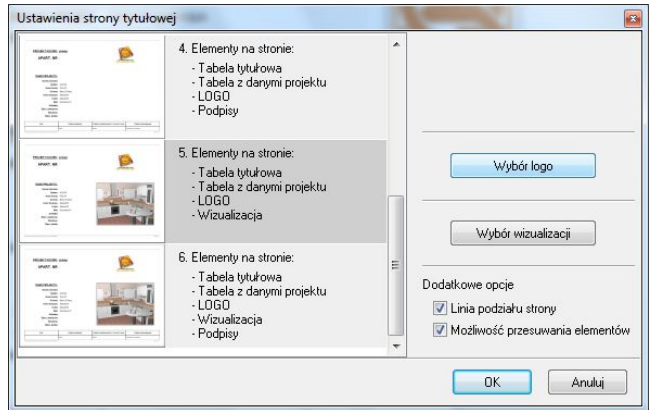 Ustawienia strony tytułowej
4. Elementy na stronie:
- Tabela tytułowa
- Tabela z danymi projektu
- LOGO
- Podpisy
5. Elementy na stronie:
- Tabela tytułowa
- Tabela z danymi projektu
- LOGO
- Wizualizacja
6. Elementy na stronie:
- Tabela tytułowa
- Tabela z danymi projektu
- LOGO
- Wizualizacja
- Podpisy
Wybór logo
Wybór wizualizacji
Dodatkowe opcje
Linia podziału strony
Możliwość przesuwania elementów
OK
Anuluj